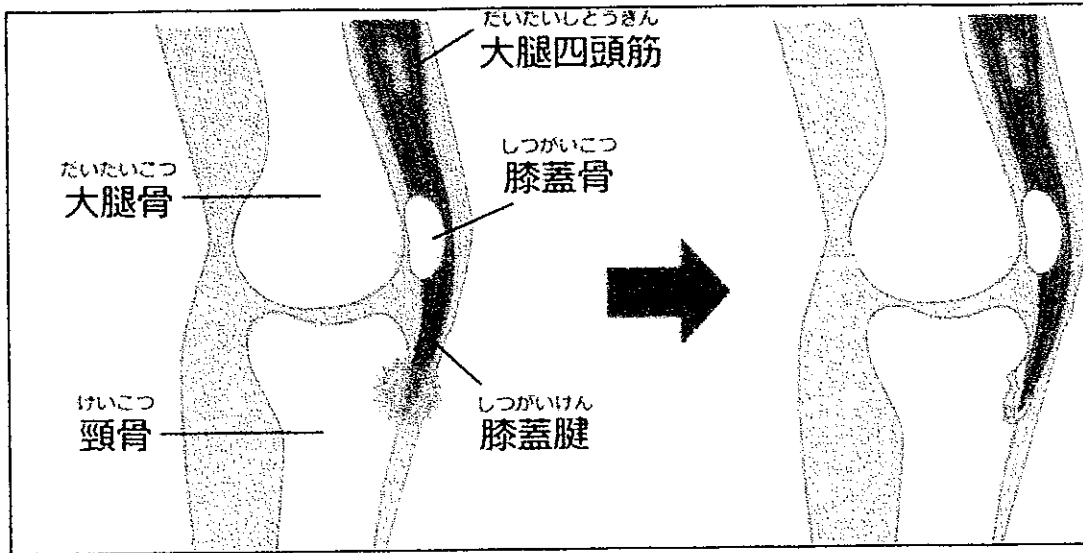 だいたいしとうきん
大腿四頭筋
しつがいこつ
膝蓋骨
だいたいこつ
大腿骨
けいこつ
頸骨
しつがいけん
膝蓋腱